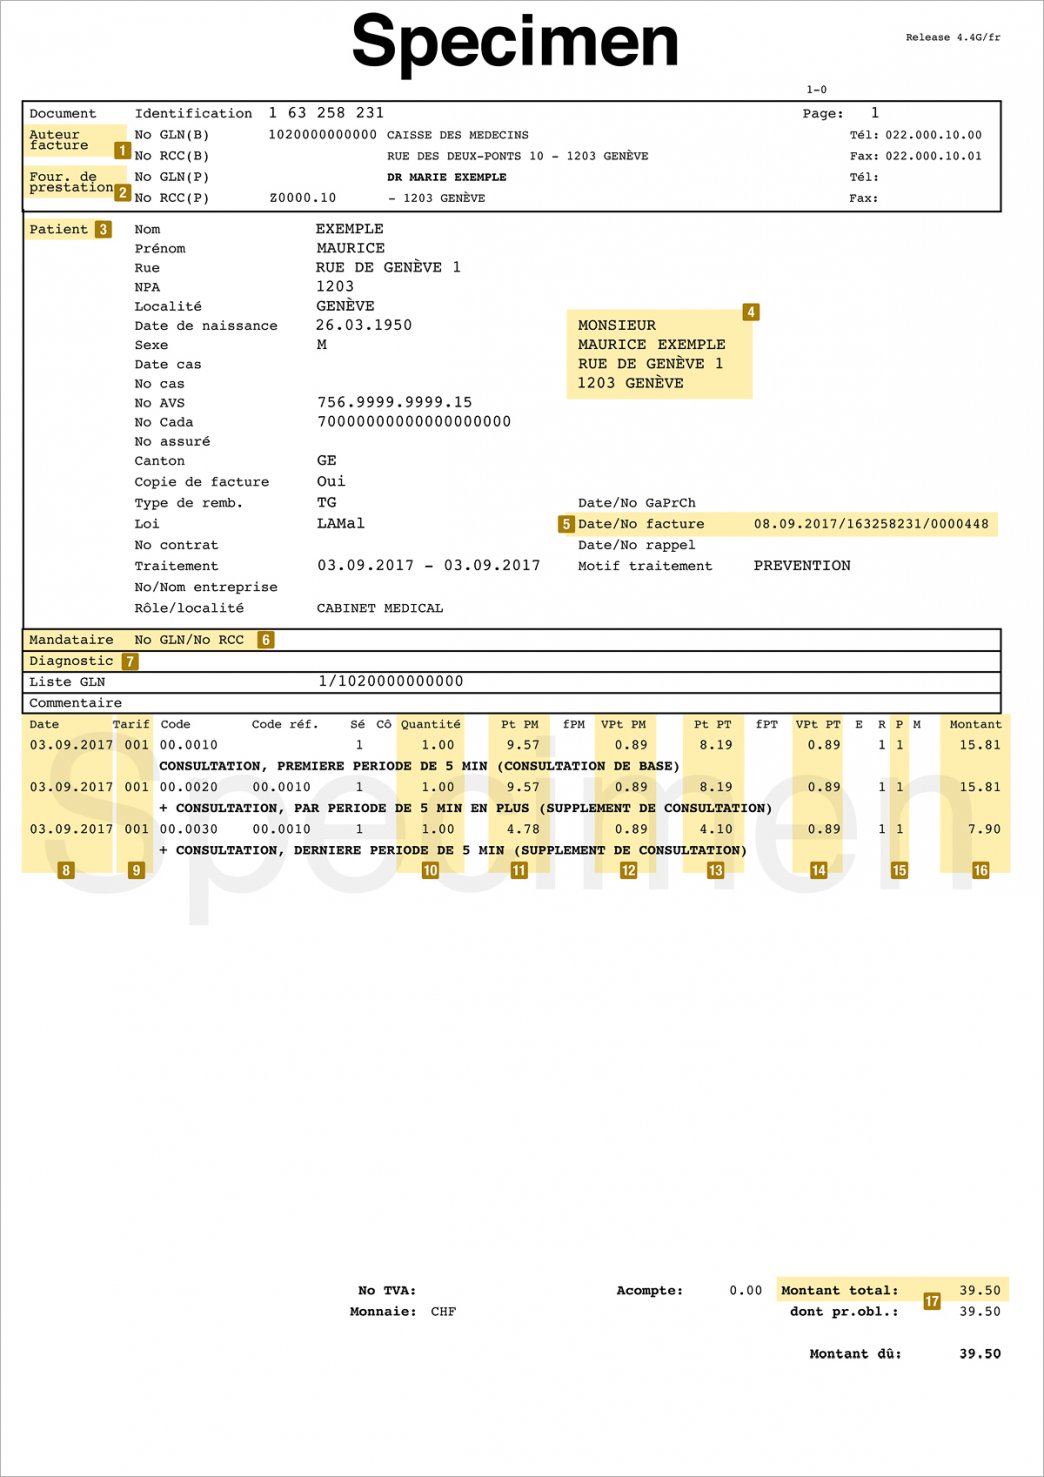 Specimen
Release 4.4G/fr
1-0
Document Identification 1 63 258 231 Page: 1
Auteur facture 1 No GLN(B) 1020000000000 CAISSE DES MEDECINS Tél: 022.000.10.00
No RCC(B) RUE DES DEUX-PONTS 10 - 1203 GENÈVE Fax: 022.000.10.01
Four. de prestation 2 No GLN(P) DR MARIE EXEMPLE Tél:
No RCC(P) Z0000.10 - 1203 GENÈVE Fax:
Patient 3 Nom EXEMPLE
Prénom MAURICE
Rue RUE DE GENÈVE 1
NPA 1203
Localité GENÈVE
4
Date de naissance 26.03.1950 MONSIEUR
Sexe M MAURICE EXEMPLE
Date cas RUE DE GENÈVE 1
No cas 1203 GENÈVE
No AVS 756.9999.9999.15
No Cada 70000000000000000000
No assuré
Canton GE
Copie de facture Oui
Type de remb. TG Date/No GaPrCh
Loi LAMal 5 Date/No facture 08.09.2017/163258231/0000448
No contrat Date/No rappel
Traitement 03.09.2017 - 03.09.2017 Motif traitement PREVENTION
No/Nom entreprise
Rôle/localité CABINET MEDICAL
Mandataire No GLN/No RCC 6
Diagnostic 7
Liste GLN 1/1020000000000
Commentaire
Date Tarif Code Code réf. Sé Cô Quantité Pt PM fPM VPt PM Pt PT fPT VPt PT E R P M Montant
03.09.2017 001 00.0010 1 1.00 9.57 0.89 8.19 0.89 1 1 15.81
CONSULTATION, PREMIERE PERIODE DE 5 MIN (CONSULTATION DE BASE)
03.09.2017 001 00.0020 00.0010 1 1.00 9.57 0.89 8.19 0.89 1 1 15.81
+ CONSULTATION, PAR PERIODE DE 5 MIN EN PLUS (SUPPLEMENT DE CONSULTATION)
03.09.2017 001 00.0030 00.0010 1 1.00 4.78 0.89 4.10 0.89 1 1 7.90
+ CONSULTATION, DERNIERE PERIODE DE 5 MIN (SUPPLEMENT DE CONSULTATION)
8 9 10 11 12 13 14 15 16
Specimen
No TVA: Acompte: 0.00 Montant total: 39.50
17
Monnaie: CHF dont pr.obl.: 39.50
Montant dû: 39.50